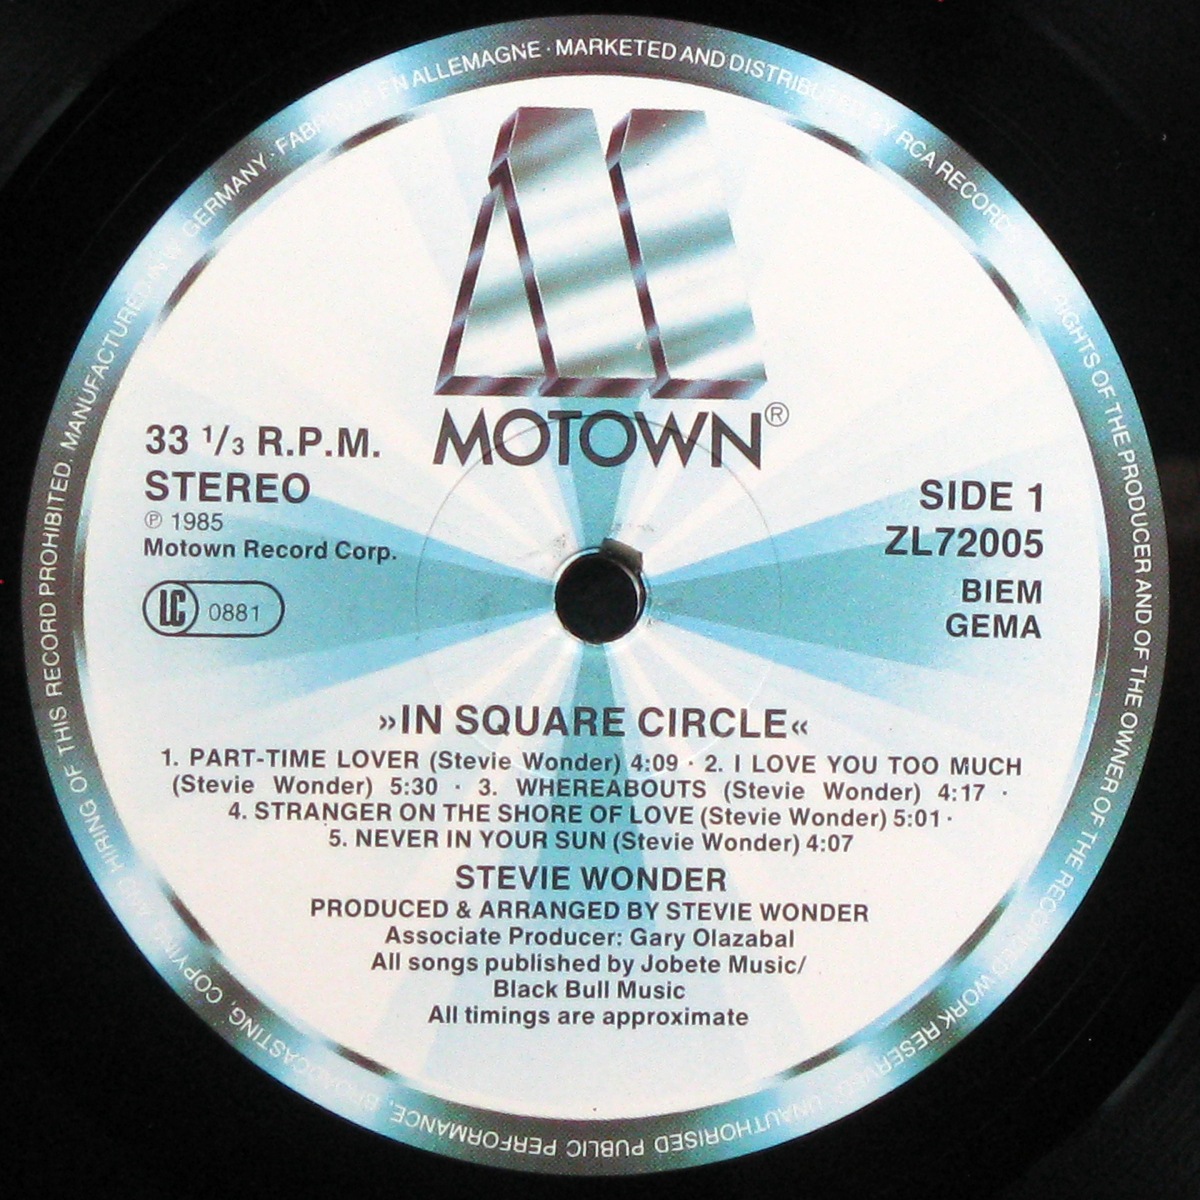 MANUFACTURED IN W. GERMANY · FABRIQUÉ EN ALLEMAGNE · MARKETED AND DISTRIBUTED BY RCA RECORDS
RIGHTS OF THE PRODUCER AND OF THE OWNER OF THE RECORDED WORK RESERVED. UNAUTHORISED PUBLIC PERFORMANCE, BROADCASTING, COPYING AND HIRING OF THIS RECORD PROHIBITED.
MOTOWN®
33 1/3 R.P.M.
STEREO
℗ 1985
Motown Record Corp.
LC 0881
SIDE 1
ZL72005
BIEM
GEMA
»IN SQUARE CIRCLE«
1. PART-TIME LOVER (Stevie Wonder) 4:09 · 2. I LOVE YOU TOO MUCH
(Stevie Wonder) 5:30 · 3. WHEREABOUTS (Stevie Wonder) 4:17 ·
4. STRANGER ON THE SHORE OF LOVE (Stevie Wonder) 5:01 ·
5. NEVER IN YOUR SUN (Stevie Wonder) 4:07
STEVIE WONDER
PRODUCED & ARRANGED BY STEVIE WONDER
Associate Producer: Gary Olazabal
All songs published by Jobete Music/
Black Bull Music
All timings are approximate